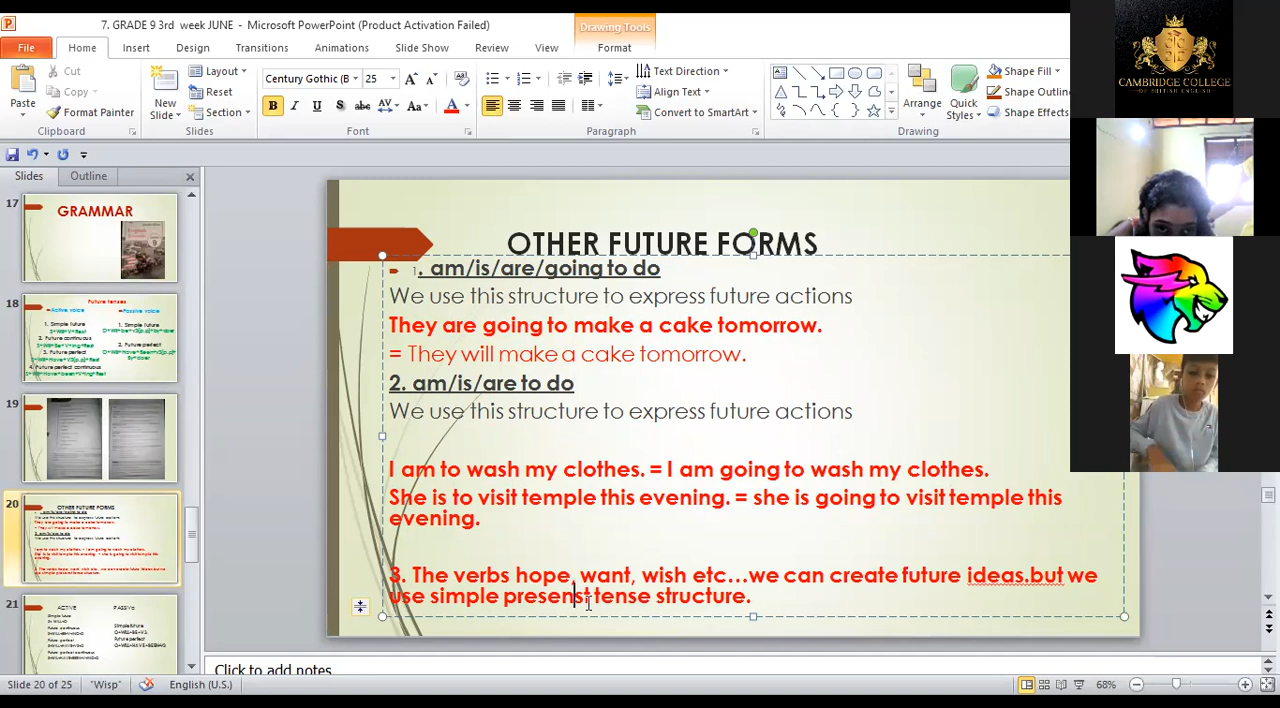 7. GRADE 9 3rd week JUNE - Microsoft PowerPoint (Product Activation Failed)
Drawing Tools
File Home Insert Design Transitions Animations Slide Show Review View Format
Cut
Copy
Format Painter
Paste
Clipboard
New
Slide
Layout
Reset
Section
Slides
Century Gothic (B 25
Font
Paragraph
Text Direction
Align Text
Convert to SmartArt
Arrange
Quick
Styles
Drawing
Shape Fill
Shape Outlin
Shape Effects
CAMBRIDGE COLLEGE
OF BRITISH ENGLISH
Slides Outline
17
GRAMMAR
18
Future tenses
Active voice Passive voice
19
20
OTHER FUTURE FORMS
21
ACTIVE
OTHER FUTURE FORMS
1. am/is/are/going to do
We use this structure to express future actions
They are going to make a cake tomorrow.
= They will make a cake tomorrow.
2. am/is/are to do
We use this structure to express future actions
I am to wash my clothes. = I am going to wash my clothes.
She is to visit temple this evening. = she is going to visit temple this
evening.
3. The verbs hope, want, wish etc...we can create future ideas.but we
use simple presenst tense structure.
Click to add notes
Slide 20 of 25 "Wisp" English (U.S.) 68%